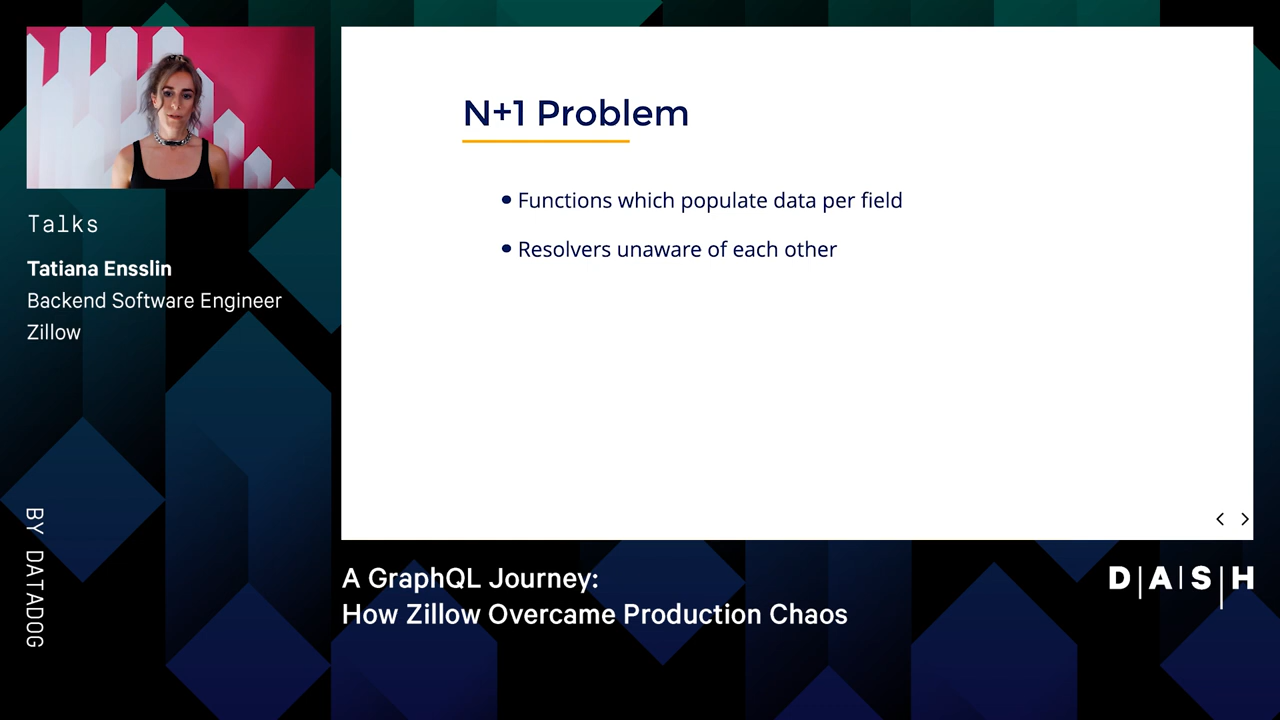 Talks
Tatiana Ensslin
Backend Software Engineer
Zillow
BY DATADOG
N+1 Problem
• Functions which populate data per field
• Resolvers unaware of each other
A GraphQL Journey:
How Zillow Overcame Production Chaos
D|A|S|H